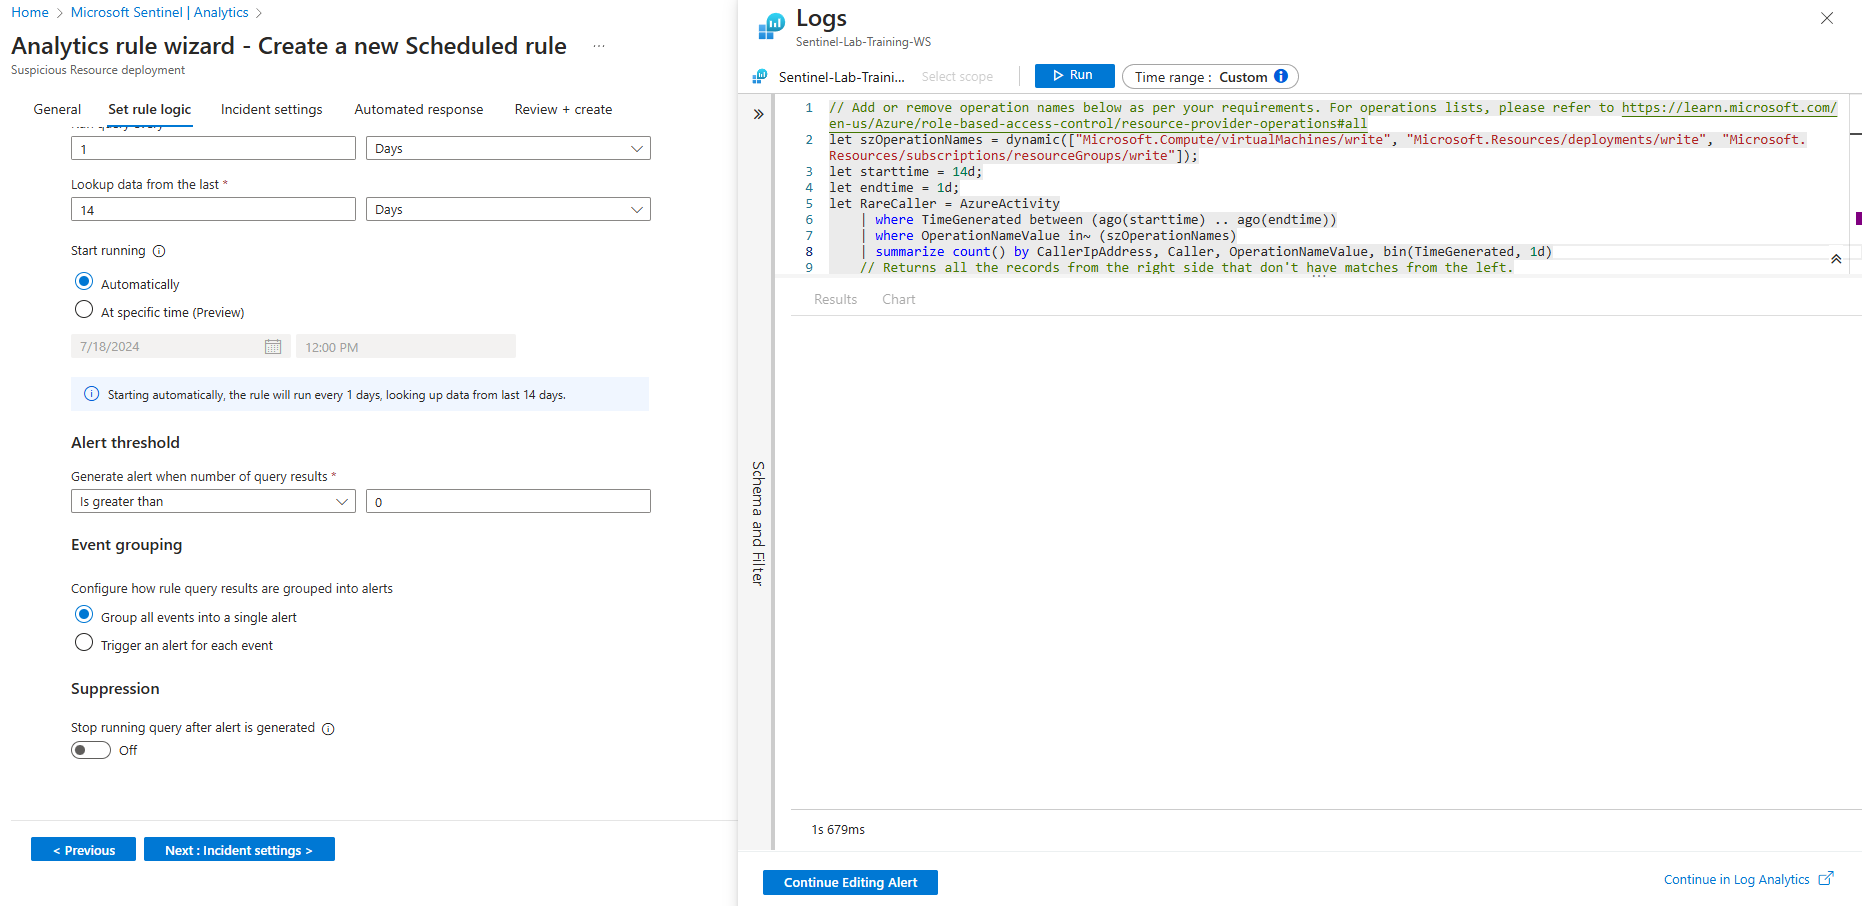 Home > Microsoft Sentinel | Analytics >
Analytics rule wizard - Create a new Scheduled rule ...
Suspicious Resource deployment
General Set rule logic Incident settings Automated response Review + create
1 Days
Lookup data from the last *
14 Days
Start running
Automatically
At specific time (Preview)
7/18/2024 12:00 PM
Starting automatically, the rule will run every 1 days, looking up data from last 14 days.
Alert threshold
Generate alert when number of query results *
Is greater than 0
Event grouping
Configure how rule query results are grouped into alerts
Group all events into a single alert
Trigger an alert for each event
Suppression
Stop running query after alert is generated
Off
< Previous Next : Incident settings >
Logs
Sentinel-Lab-Training-WS
Sentinel-Lab-Traini... Select scope Run Time range : Custom
1 // Add or remove operation names below as per your requirements. For operations lists, please refer to https://learn.microsoft.com/
en-us/Azure/role-based-access-control/resource-provider-operations#all
2 let szOperationNames = dynamic(["Microsoft.Compute/virtualMachines/write", "Microsoft.Resources/deployments/write", "Microsoft.
Resources/subscriptions/resourceGroups/write"]);
3 let starttime = 14d;
4 let endtime = 1d;
5 let RareCaller = AzureActivity
6 | where TimeGenerated between (ago(starttime) .. ago(endtime))
7 | where OperationNameValue in~ (szOperationNames)
8 | summarize count() by CallerIpAddress, Caller, OperationNameValue, bin(TimeGenerated, 1d)
9 // Returns all the records from the right side that don't have matches from the left.
Results Chart
Schema and Filter
1s 679ms
Continue Editing Alert Continue in Log Analytics